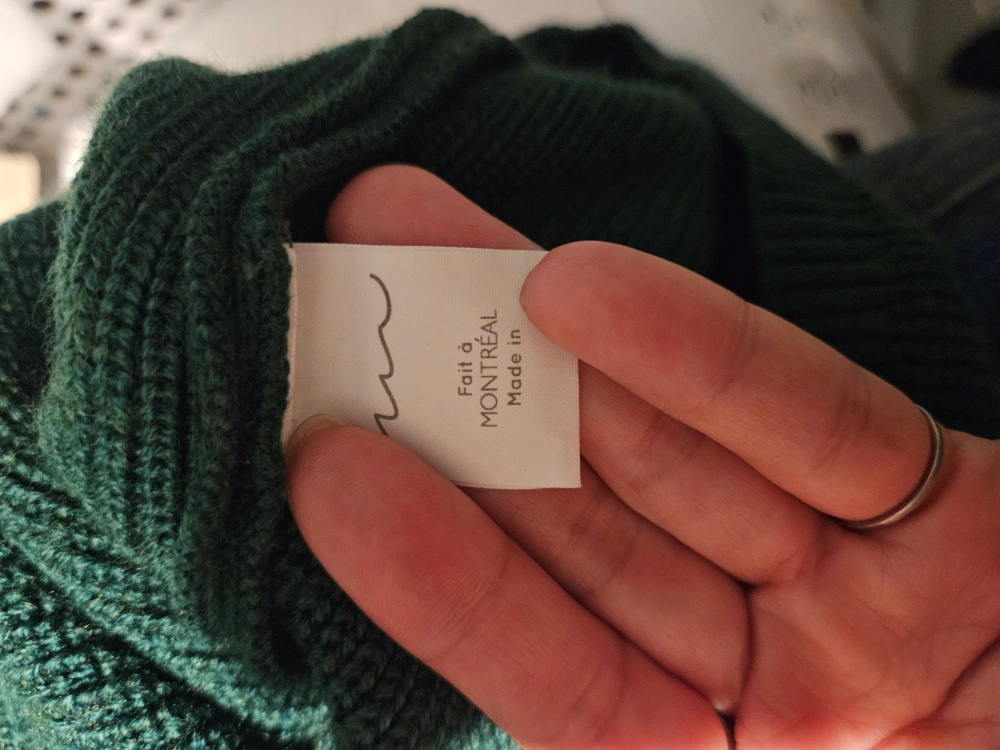 Fait à
MONTRÉAL
Made in